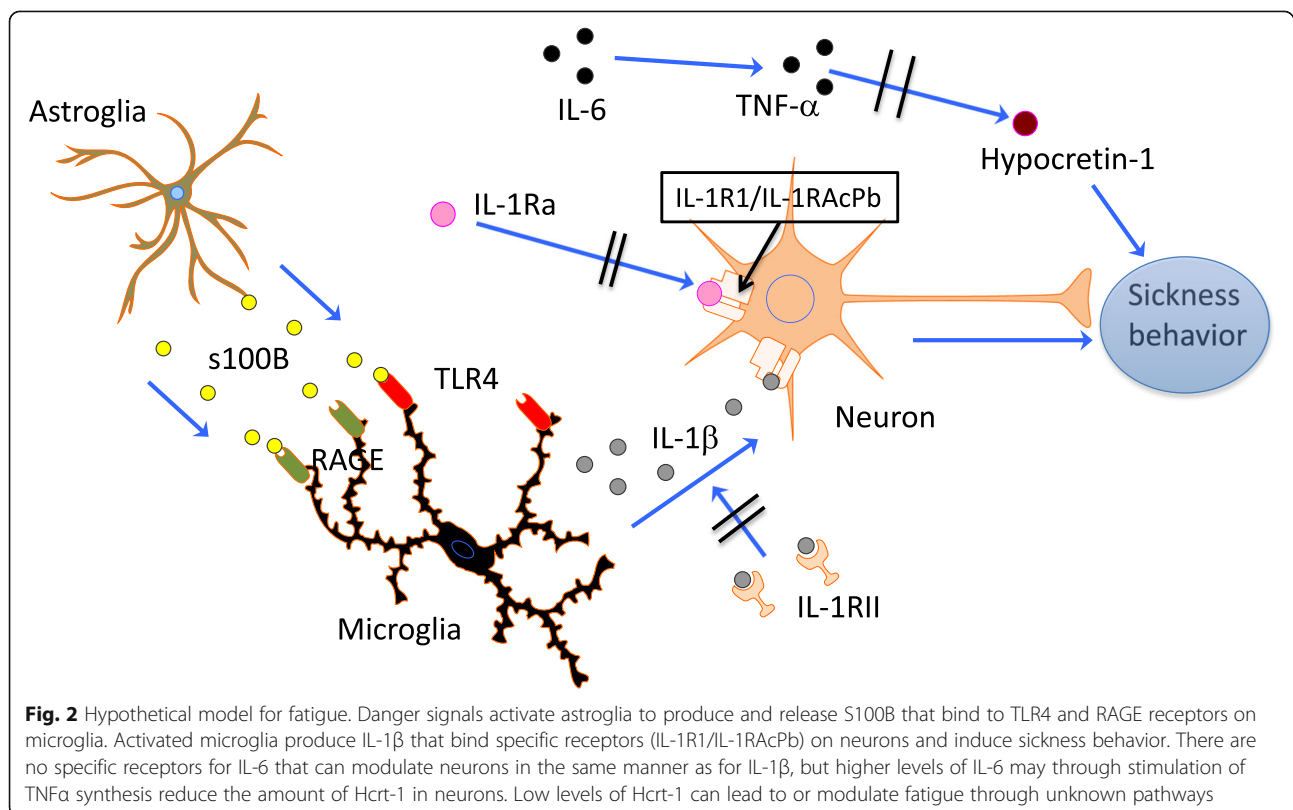 Astroglia
IL-6
TNF-α
Hypocretin-1
IL-1Ra
IL-1R1/IL-1RAcPb
Sickness
behavior
s100B
TLR4
RAGE
IL-1β
Neuron
Microglia
IL-1RII
Fig. 2 Hypothetical model for fatigue. Danger signals activate astroglia to produce and release S100B that bind to TLR4 and RAGE receptors on
microglia. Activated microglia produce IL-1β that bind specific receptors (IL-1R1/IL-1RAcPb) on neurons and induce sickness behavior. There are
no specific receptors for IL-6 that can modulate neurons in the same manner as for IL-1β, but higher levels of IL-6 may through stimulation of
TNFα synthesis reduce the amount of Hcrt-1 in neurons. Low levels of Hcrt-1 can lead to or modulate fatigue through unknown pathways